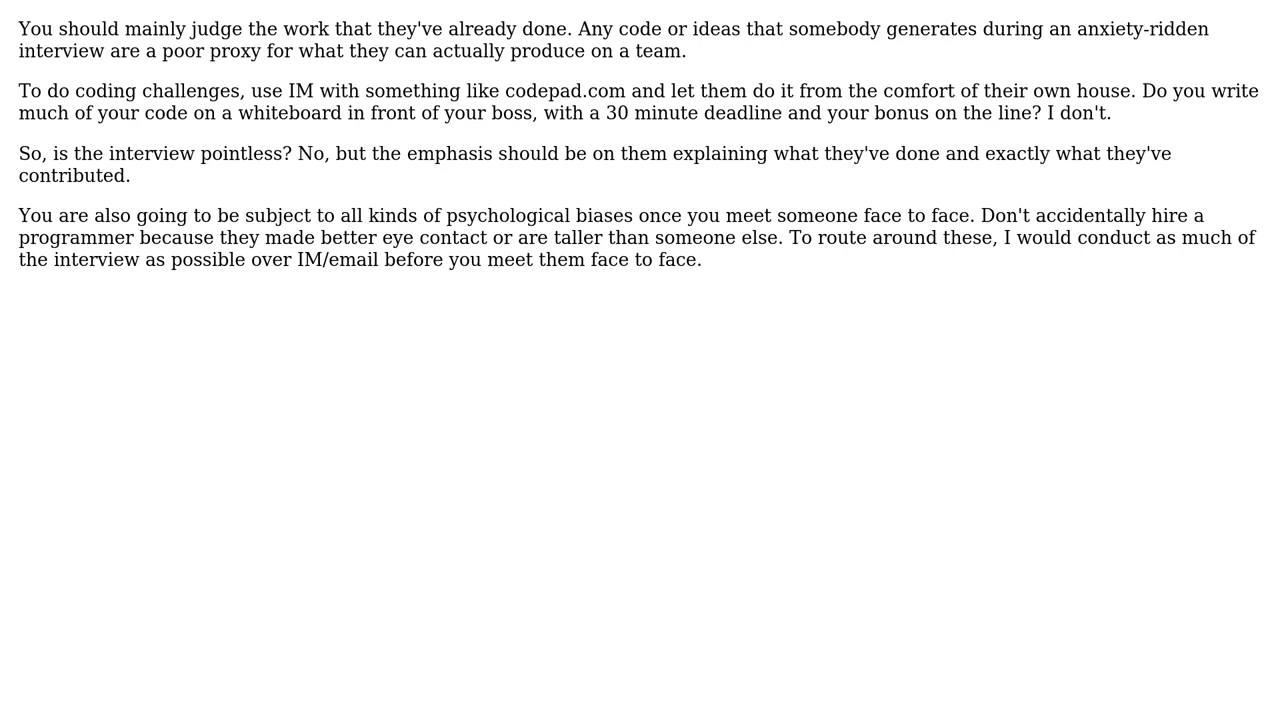 You should mainly judge the work that they've already done. Any code or ideas that somebody generates during an anxiety-ridden
interview are a poor proxy for what they can actually produce on a team.
To do coding challenges, use IM with something like codepad.com and let them do it from the comfort of their own house. Do you write
much of your code on a whiteboard in front of your boss, with a 30 minute deadline and your bonus on the line? I don't.
So, is the interview pointless? No, but the emphasis should be on them explaining what they've done and exactly what they've
contributed.
You are also going to be subject to all kinds of psychological biases once you meet someone face to face. Don't accidentally hire a
programmer because they made better eye contact or are taller than someone else. To route around these, I would conduct as much of
the interview as possible over IM/email before you meet them face to face.